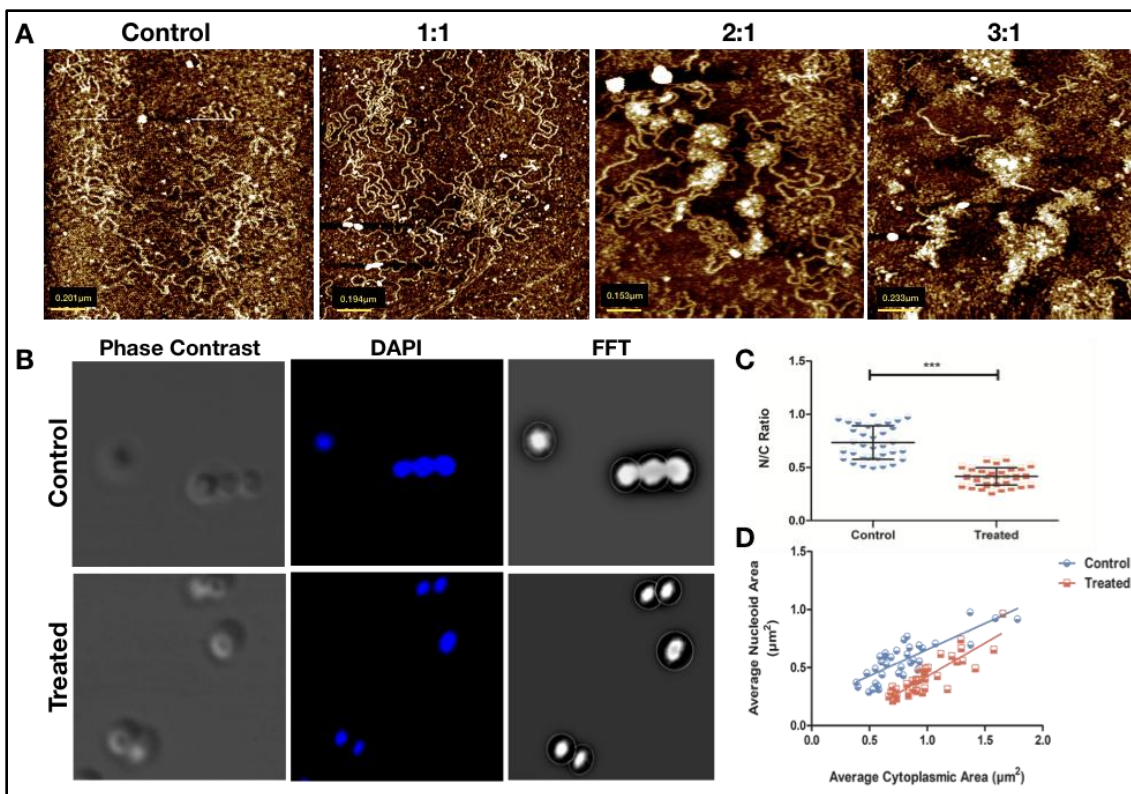 A
Control
1:1
2:1
3:1
0.201µm
0.194µm
0.153µm
0.233µm
B
Phase Contrast
DAPI
FFT
Control
Treated
C
N/C Ratio
1.5
1.0
0.5
0.0
***
Control
Treated
D
Average Nucleoid Area
(µm²)
1.5
1.0
0.5
0.0
0.0
0.5
1.0
1.5
2.0
Average Cytoplasmic Area (µm²)
Control
Treated